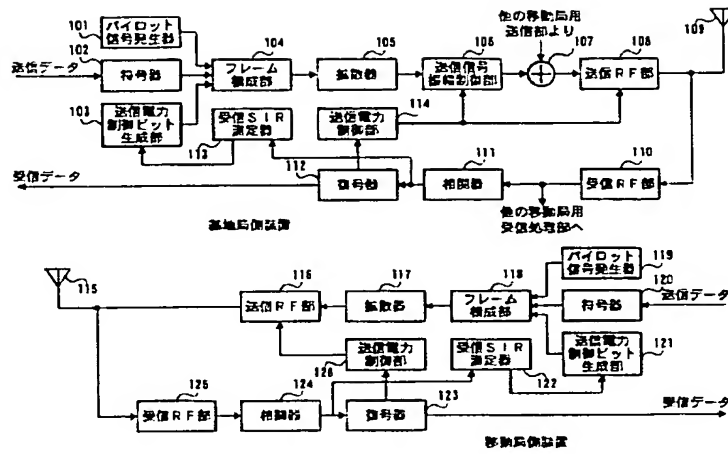 101
パイロット
信号発生器
102
送信データ
符号器
103
送信電力
制御ビット
生成部
104
フレーム
構成部
105
拡散器
106
送信信号
振幅制御部
他の移動局用
送信部より
107
108
送信RF部
109
受信SIR
測定器
113
送信電力
制御部
114
受信データ
112
復号器
111
相関器
110
受信RF部
他の移動局用
受信処理部へ
基地局側装置
115
116
送信RF部
117
拡散器
118
フレーム
構成部
パイロット
信号発生器
119
120
符号器
送信データ
送信電力
制御ビット
生成部
121
送信電力
制御部
126
受信SIR
測定器
122
125
受信RF部
124
相関器
123
復号器
受信データ
移動局側装置